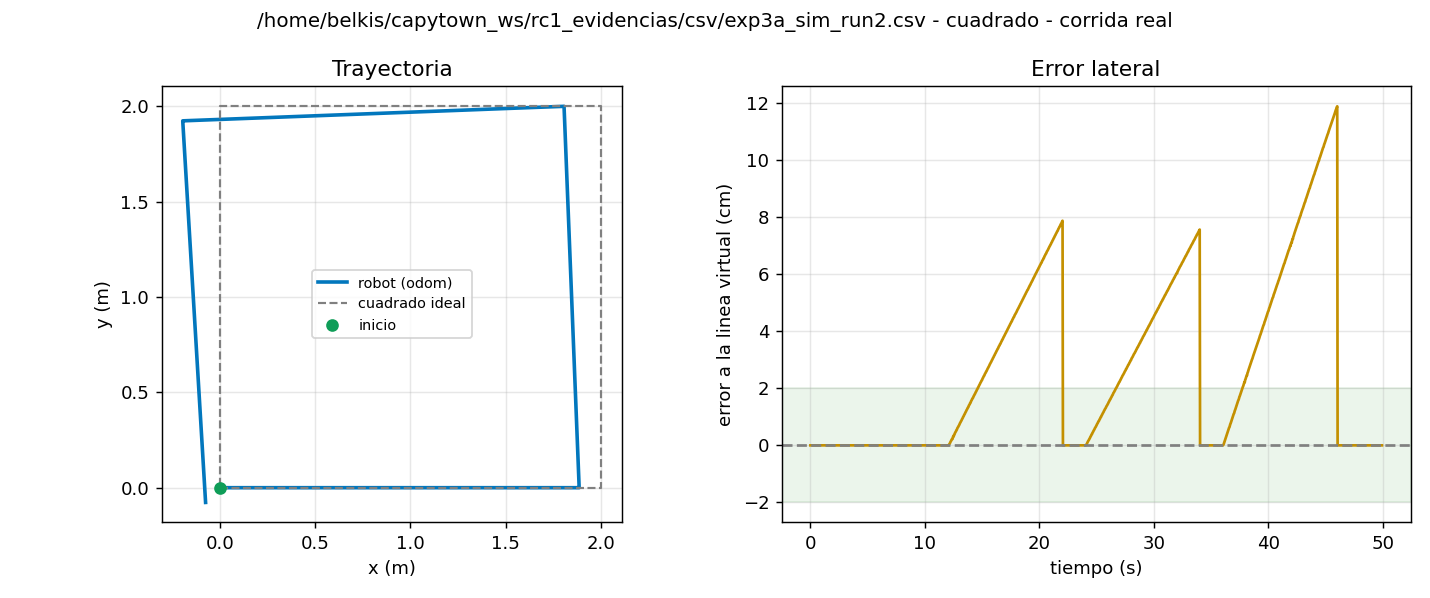 /home/belkis/capytown_ws/rc1_evidencias/csv/exp3a_sim_run2.csv - cuadrado - corrida real
Trayectoria
2.0
1.5
1.0
0.5
0.0
y (m)
robot (odom)
cuadrado ideal
inicio
0.0 0.5 1.0 1.5 2.0
x (m)
Error lateral
12
10
8
6
4
2
0
−2
error a la linea virtual (cm)
0 10 20 30 40 50
tiempo (s)